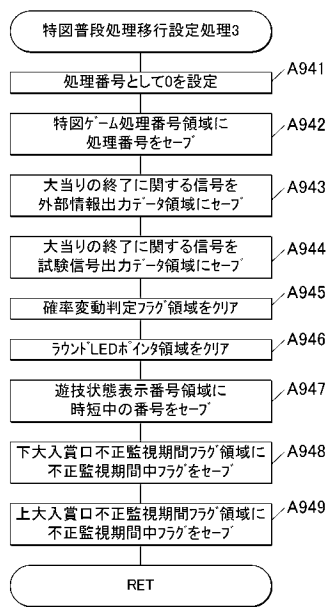 特図普段処理移行設定処理3
処理番号として0を設定
A941
特図ｹﾞｰﾑ処理番号領域に
処理番号をｾｰﾌﾞ
A942
大当りの終了に関する信号を
外部情報出力ﾃﾞｰﾀ領域にｾｰﾌﾞ
A943
大当りの終了に関する信号を
試験信号出力ﾃﾞｰﾀ領域にｾｰﾌﾞ
A944
確率変動判定ﾌﾗｸﾞ領域をｸﾘｱ
A945
ﾗｳﾝﾄﾞLEDﾎﾟｲﾝﾀ領域をｸﾘｱ
A946
遊技状態表示番号領域に
時短中の番号をｾｰﾌﾞ
A947
下大入賞口不正監視期間ﾌﾗｸﾞ領域に
不正監視期間中ﾌﾗｸﾞをｾｰﾌﾞ
A948
上大入賞口不正監視期間ﾌﾗｸﾞ領域に
不正監視期間中ﾌﾗｸﾞをｾｰﾌﾞ
A949
RET